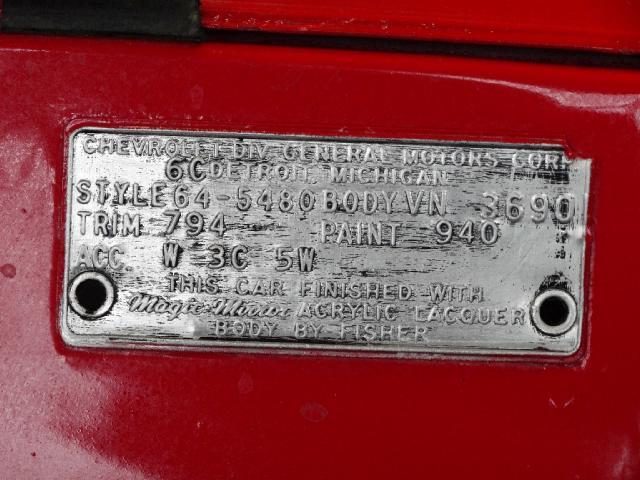 CHEVROLET DIV. GENERAL MOTORS CORP
6C DETROIT, MICHIGAN
STYLE 64-5480 BODY VN 3690
TRIM 794 PAINT 940
ACC. W 3C 5W
THIS CAR FINISHED WITH
Magic-Mirror ACRYLIC LACQUER
BODY BY FISHER